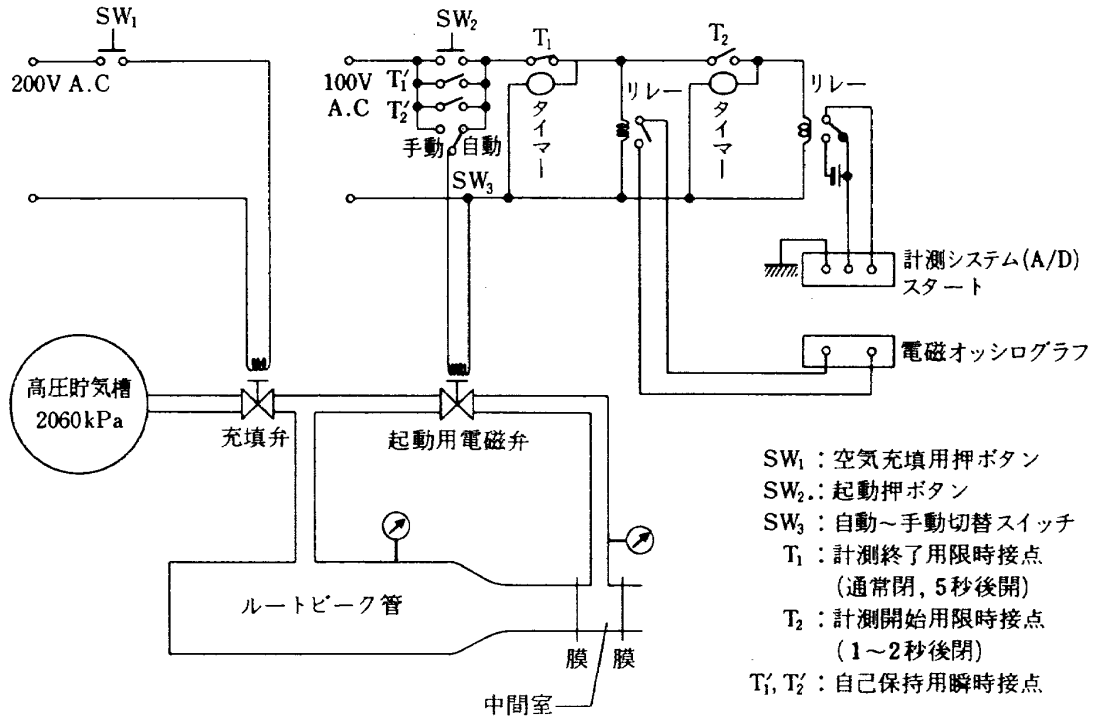 SW₁
200V A.C
SW₂
100V
A.C
T₁′
T₂′
手動
自動
SW₃
T₁
タイマー
リレー
T₂
タイマー
リレー
計測システム(A/D)
スタート
電磁オッシログラフ
高圧貯気槽
2060kPa
充填弁
起動用電磁弁
ルートビーク管
膜
膜
中間室
SW₁ : 空気充填用押ボタン
SW₂. : 起動押ボタン
SW₃ : 自動～手動切替スイッチ
T₁ : 計測終了用限時接点
(通常閉, 5秒後開)
T₂ : 計測開始用限時接点
(1～2秒後閉)
T₁′, T₂′ : 自己保持用瞬時接点